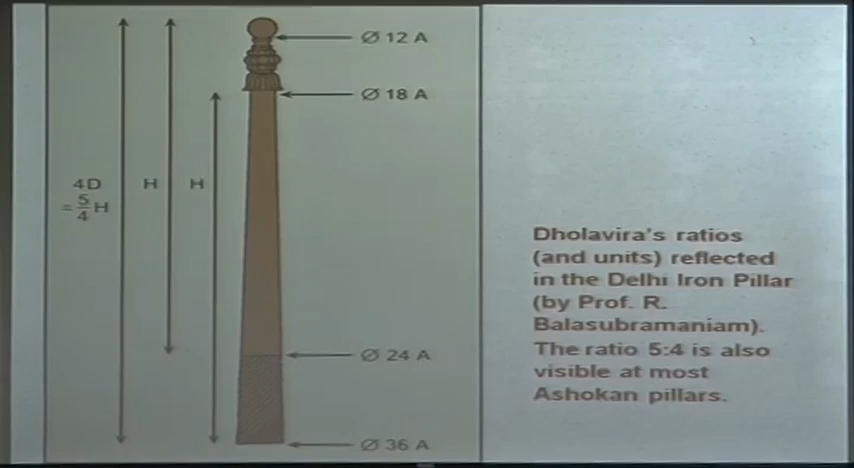 Ø 12 A
Ø 18 A
4D
= 5/4 H
H
H
Ø 24 A
Ø 36 A
Dholavira's ratios
(and units) reflected
in the Delhi Iron Pillar
(by Prof. R.
Balasubramaniam).
The ratio 5:4 is also
visible at most
Ashokan pillars.